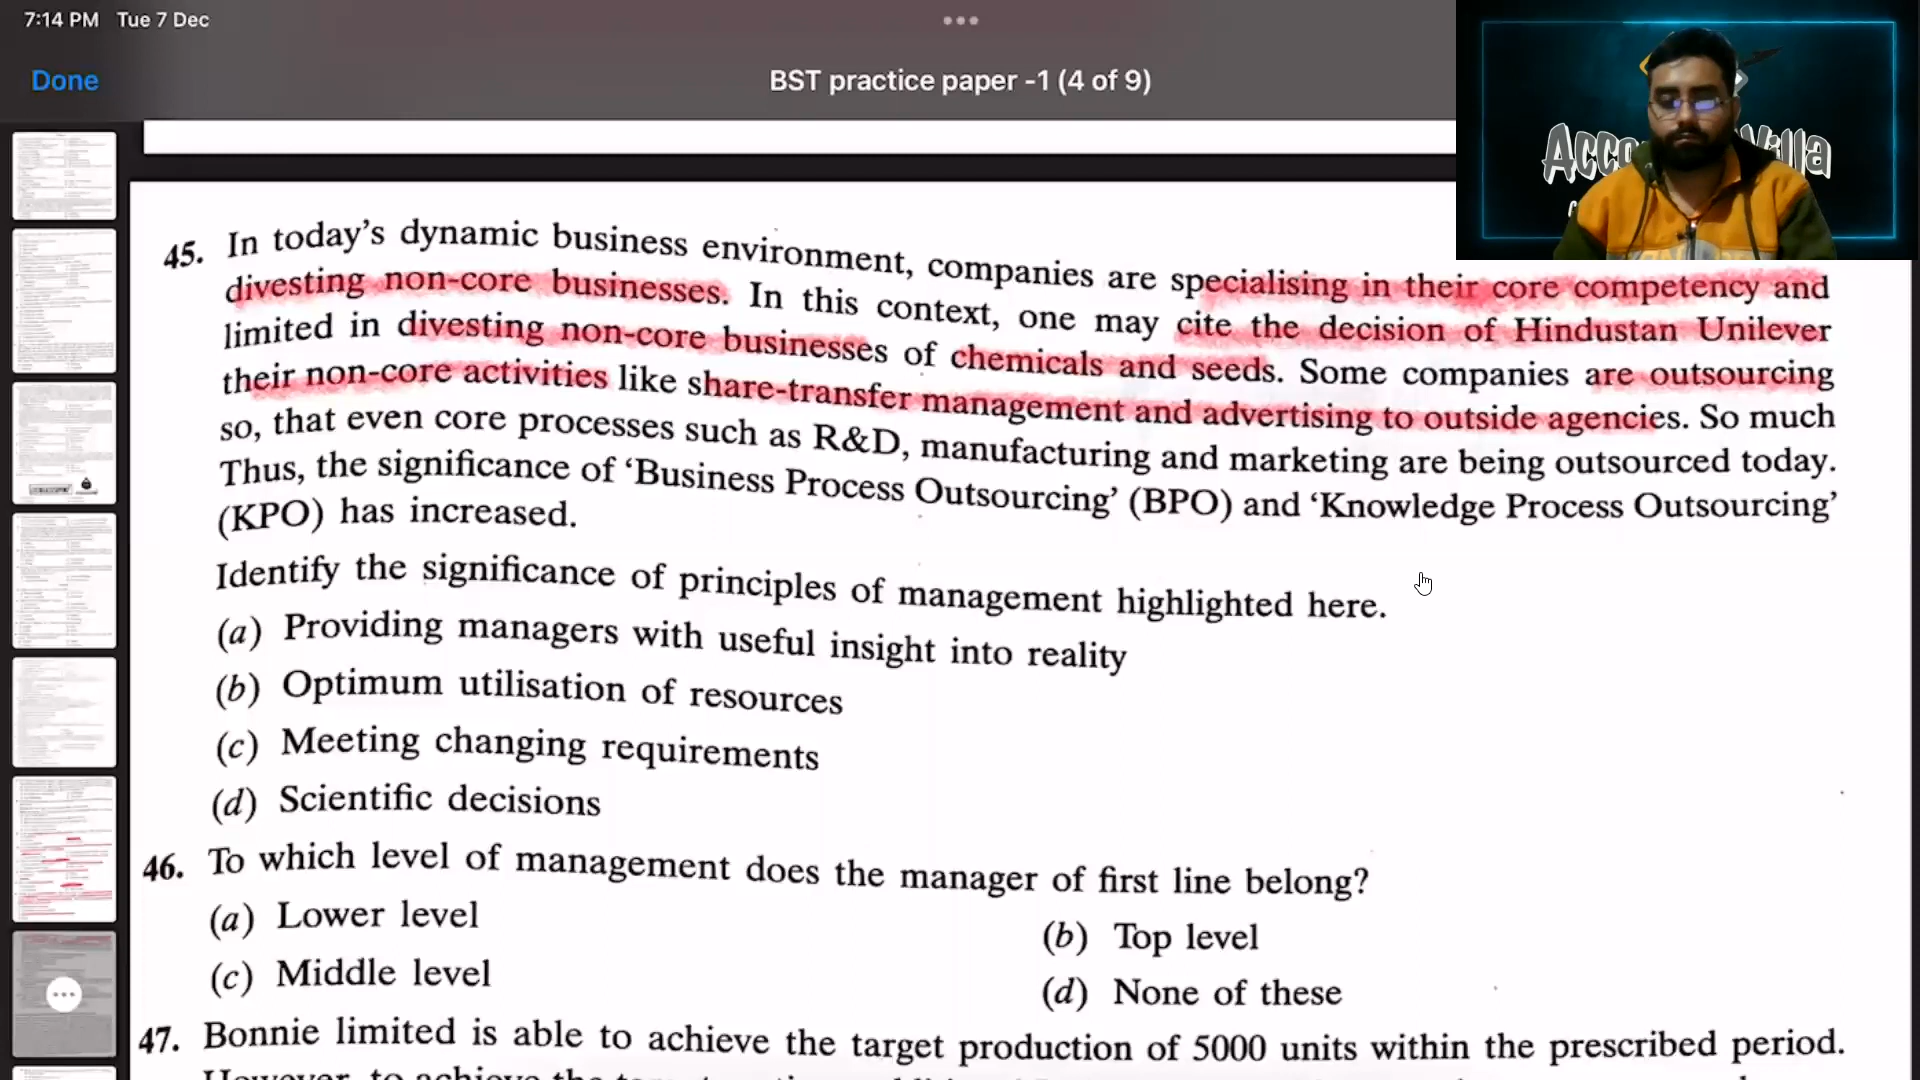 7:14 PM Tue 7 Dec
Done
BST practice paper -1 (4 of 9)
45. In today's dynamic business environment, companies are specialising in their core competency and
divesting non-core businesses. In this context, one may cite the decision of Hindustan Unilever
limited in divesting non-core businesses of chemicals and seeds. Some companies are outsourcing
their non-core activities like share-transfer management and advertising to outside agencies. So much
so, that even core processes such as R&D, manufacturing and marketing are being outsourced today.
Thus, the significance of 'Business Process Outsourcing' (BPO) and 'Knowledge Process Outsourcing'
(KPO) has increased.
Identify the significance of principles of management highlighted here.
(a) Providing managers with useful insight into reality
(b) Optimum utilisation of resources
(c) Meeting changing requirements
(d) Scientific decisions
46. To which level of management does the manager of first line belong?
(a) Lower level
(b) Top level
(c) Middle level
(d) None of these
47. Bonnie limited is able to achieve the target production of 5000 units within the prescribed period.
However, to achieve the